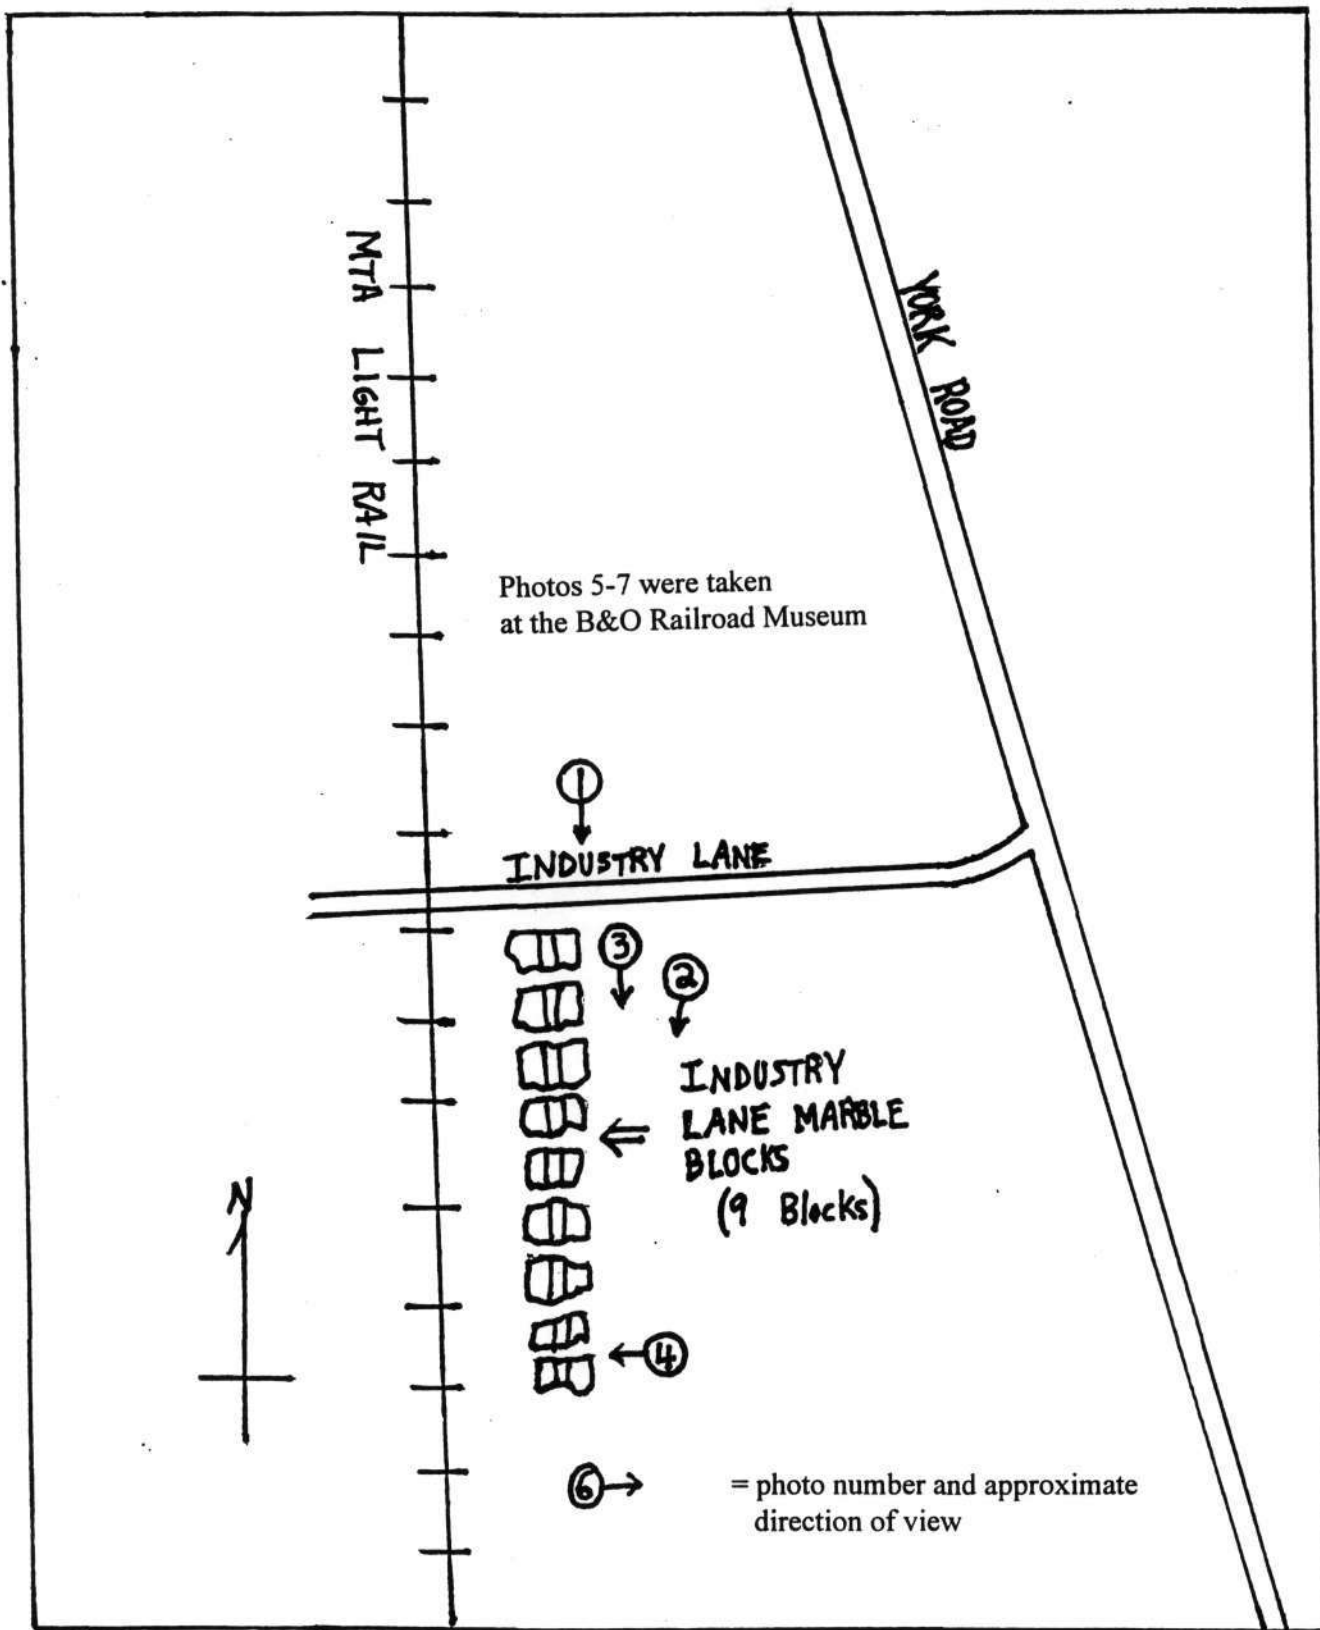 MTA LIGHT RAIL
YORK ROAD
Photos 5-7 were taken
at the B&O Railroad Museum
1
INDUSTRY LANE
3
2
INDUSTRY
LANE MARBLE
BLOCKS
(9 Blocks)
N
4
6
= photo number and approximate
direction of view